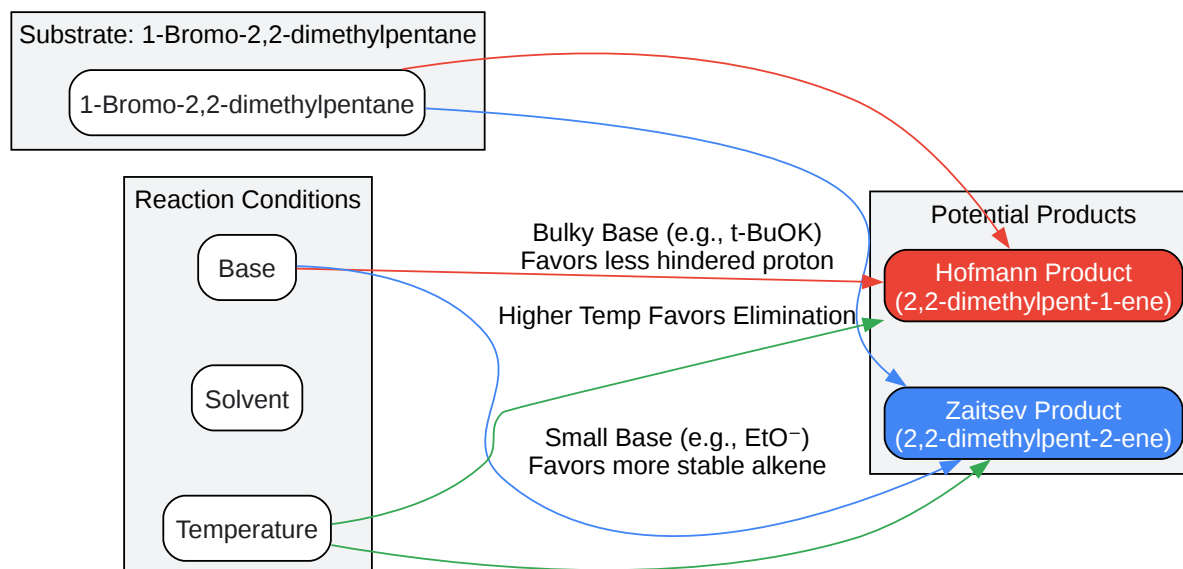 Substrate: 1-Bromo-2,2-dimethylpentane
1-Bromo-2,2-dimethylpentane
Reaction Conditions
Base
Solvent
Temperature
Bulky Base (e.g., t-BuOK)
Favors less hindered proton
Higher Temp Favors Elimination
Small Base (e.g., EtO⁻)
Favors more stable alkene
Potential Products
Hofmann Product
(2,2-dimethylpent-1-ene)
Zaitsev Product
(2,2-dimethylpent-2-ene)